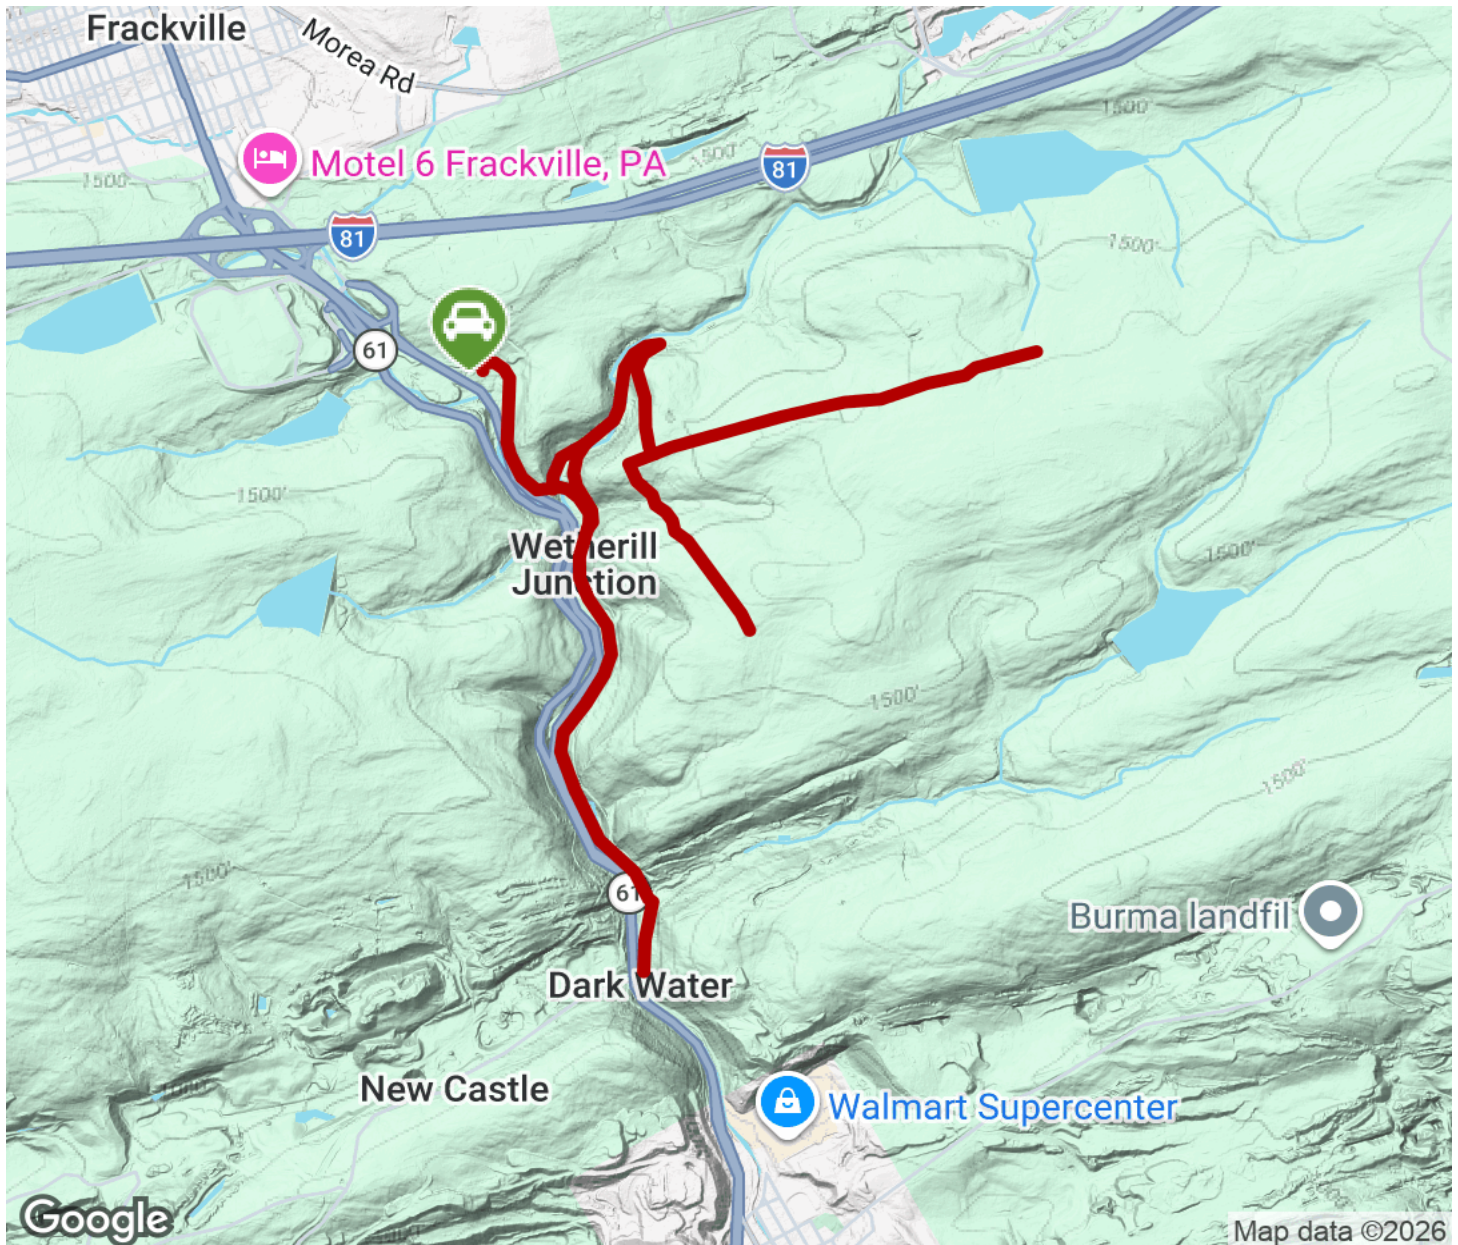 Frackville
Morea Rd
1500'
1500'
Motel 6 Frackville, PA
81
1500'
81
1500'
61
1500'
Wetherill
Junction
1500'
1500'
1500'
1500'
61
Burma landfil
Dark Water
New Castle
Walmart Supercenter
Google
Map data ©2026